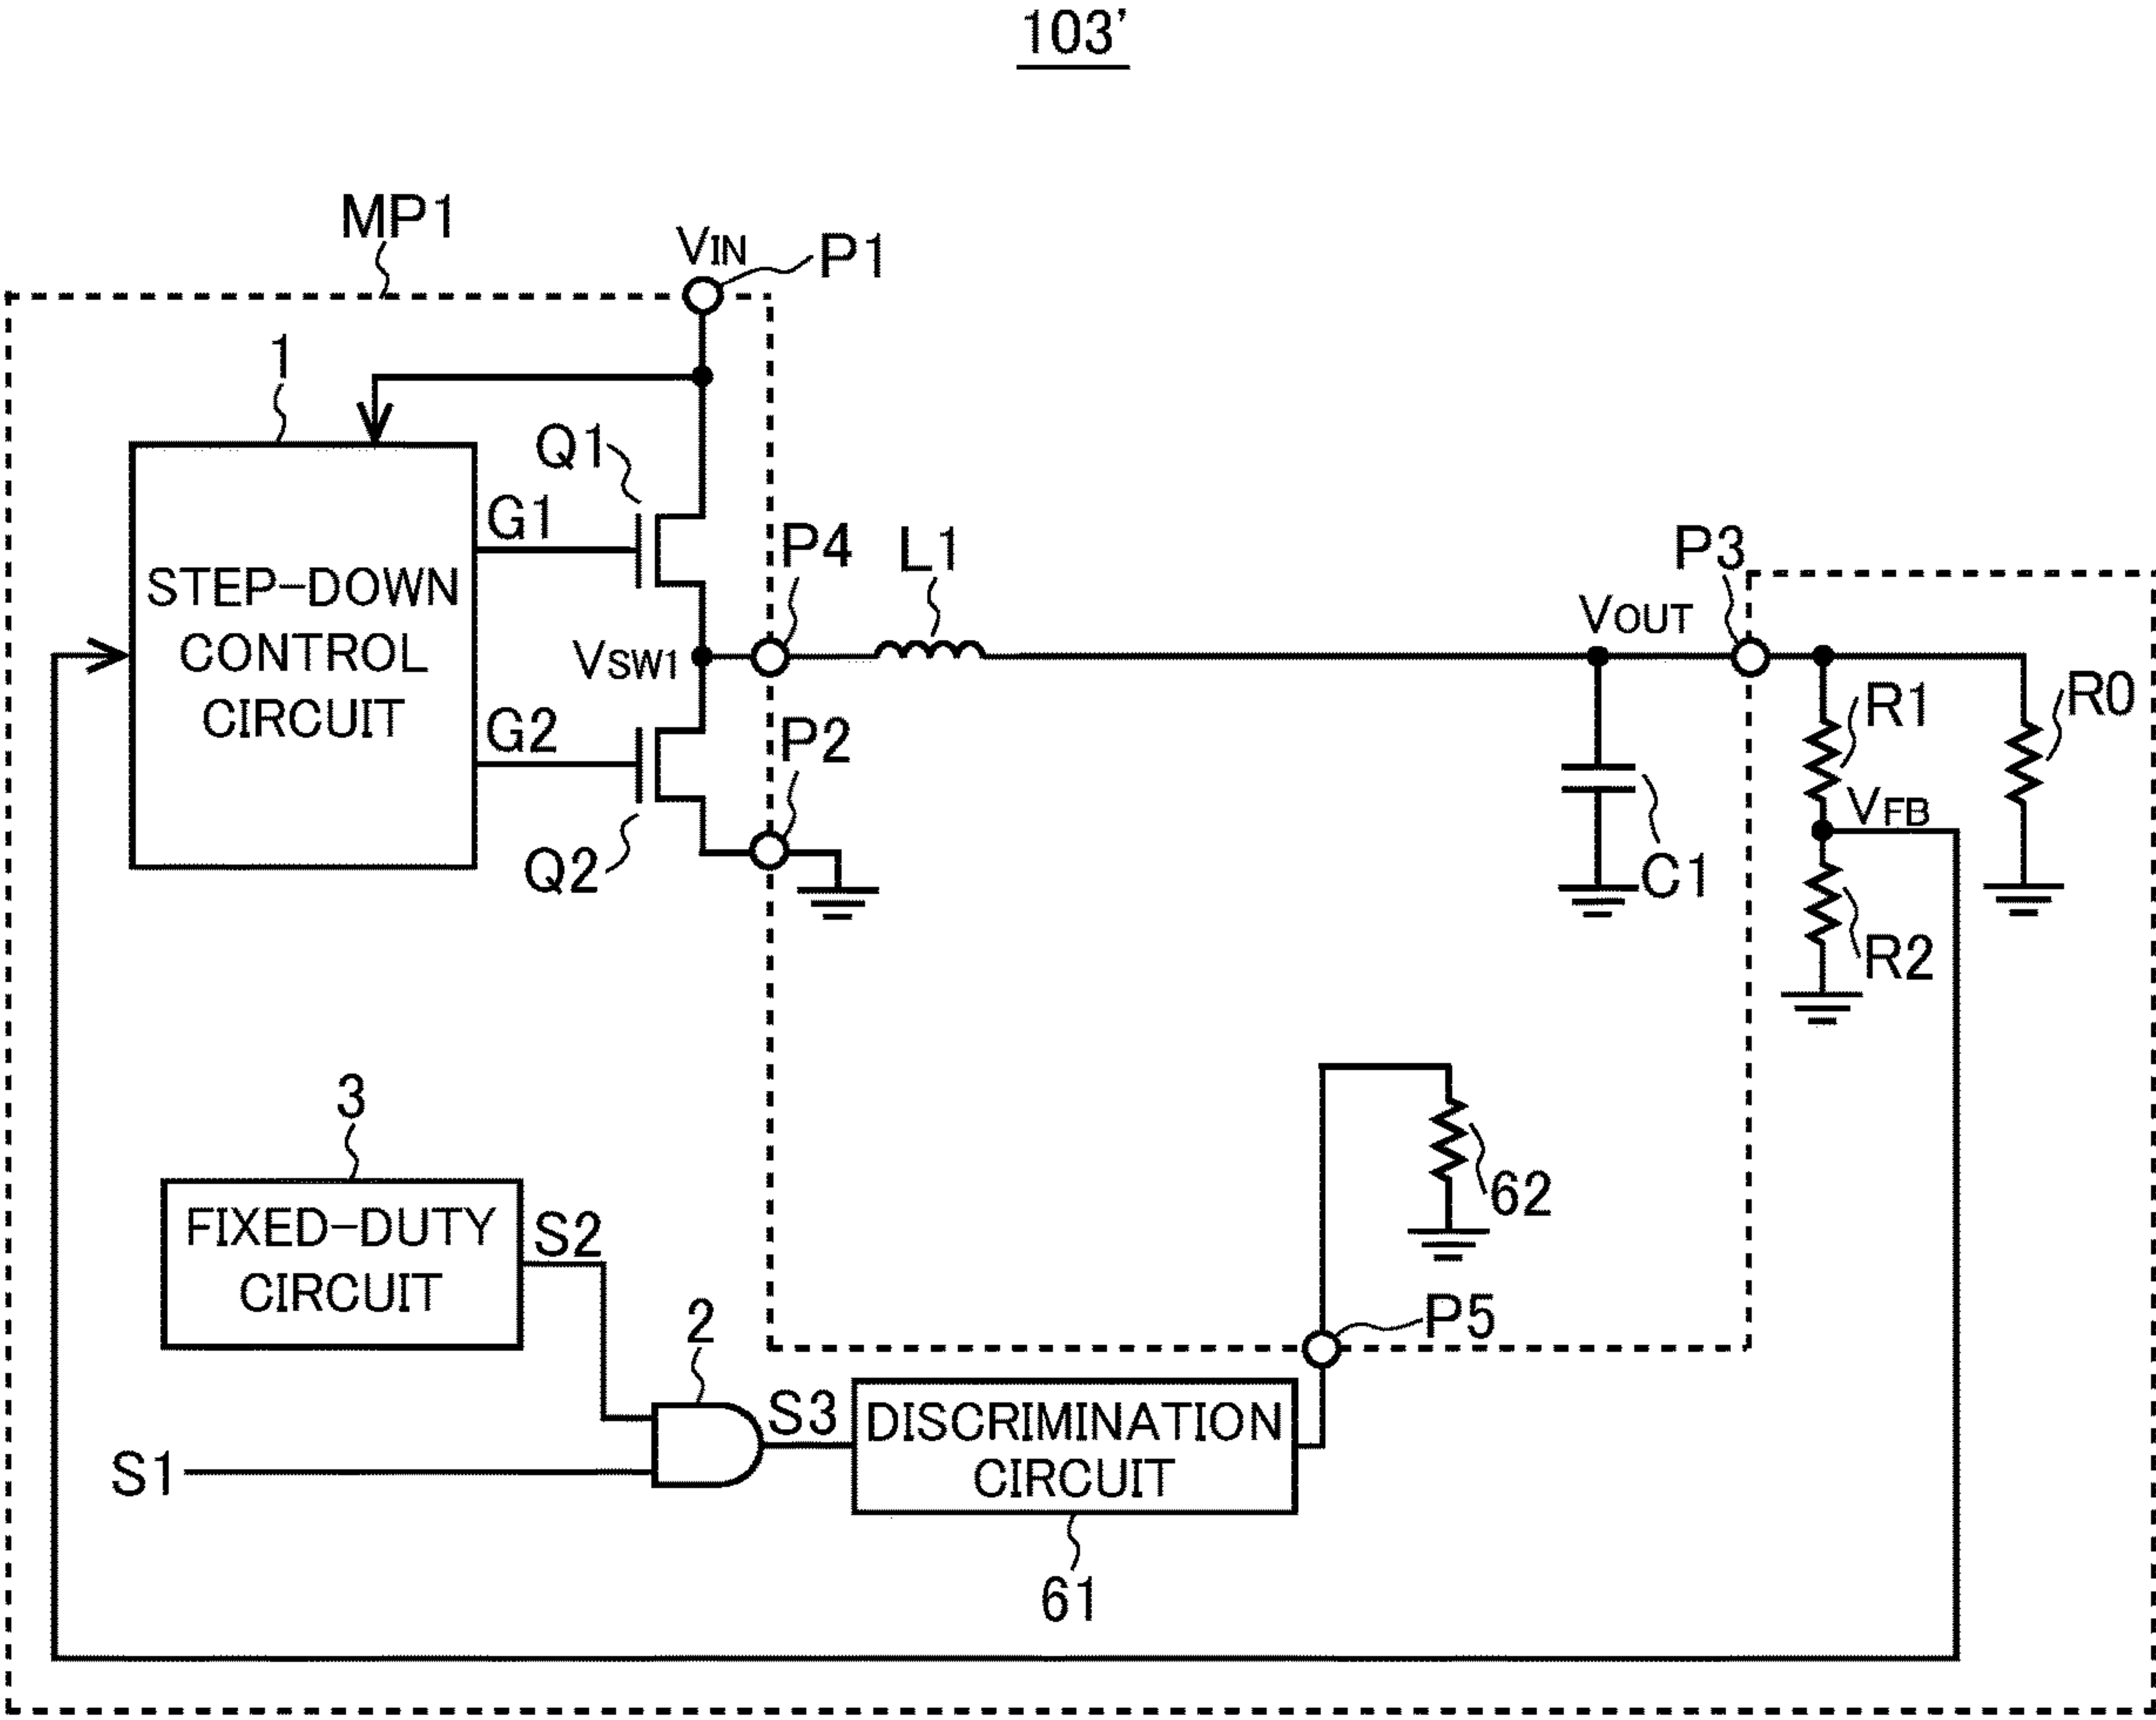 103'
MP1
VIN
P1
1
Q1
G1
STEP-DOWN
CONTROL
CIRCUIT
P4
L1
P3
VOUT
VSW1
R1
R0
G2
P2
VFB
Q2
C1
R2
3
62
FIXED-DUTY
CIRCUIT
S2
P5
2
S3
DISCRIMINATION
CIRCUIT
S1
61